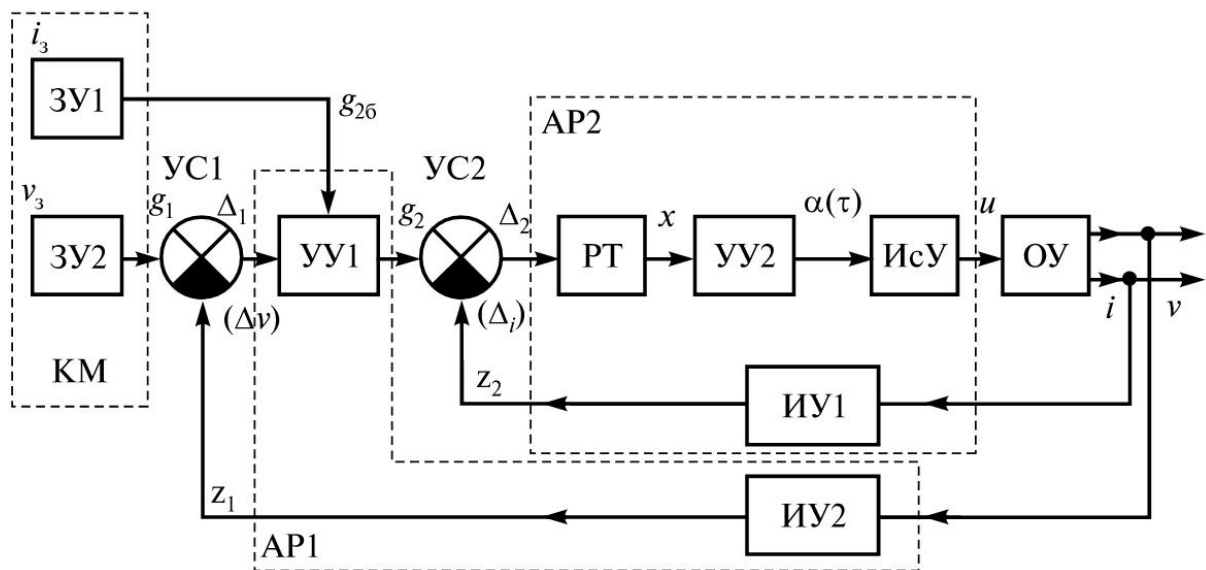 iз
ЗУ1
g2б
АР2
УС1
УС2
vз
g1
Δ1
g2
Δ2
x
α(τ)
u
ЗУ2
УУ1
РТ
УУ2
ИсУ
ОУ
(Δv)
(Δi)
i
v
КМ
z2
ИУ1
z1
ИУ2
АР1